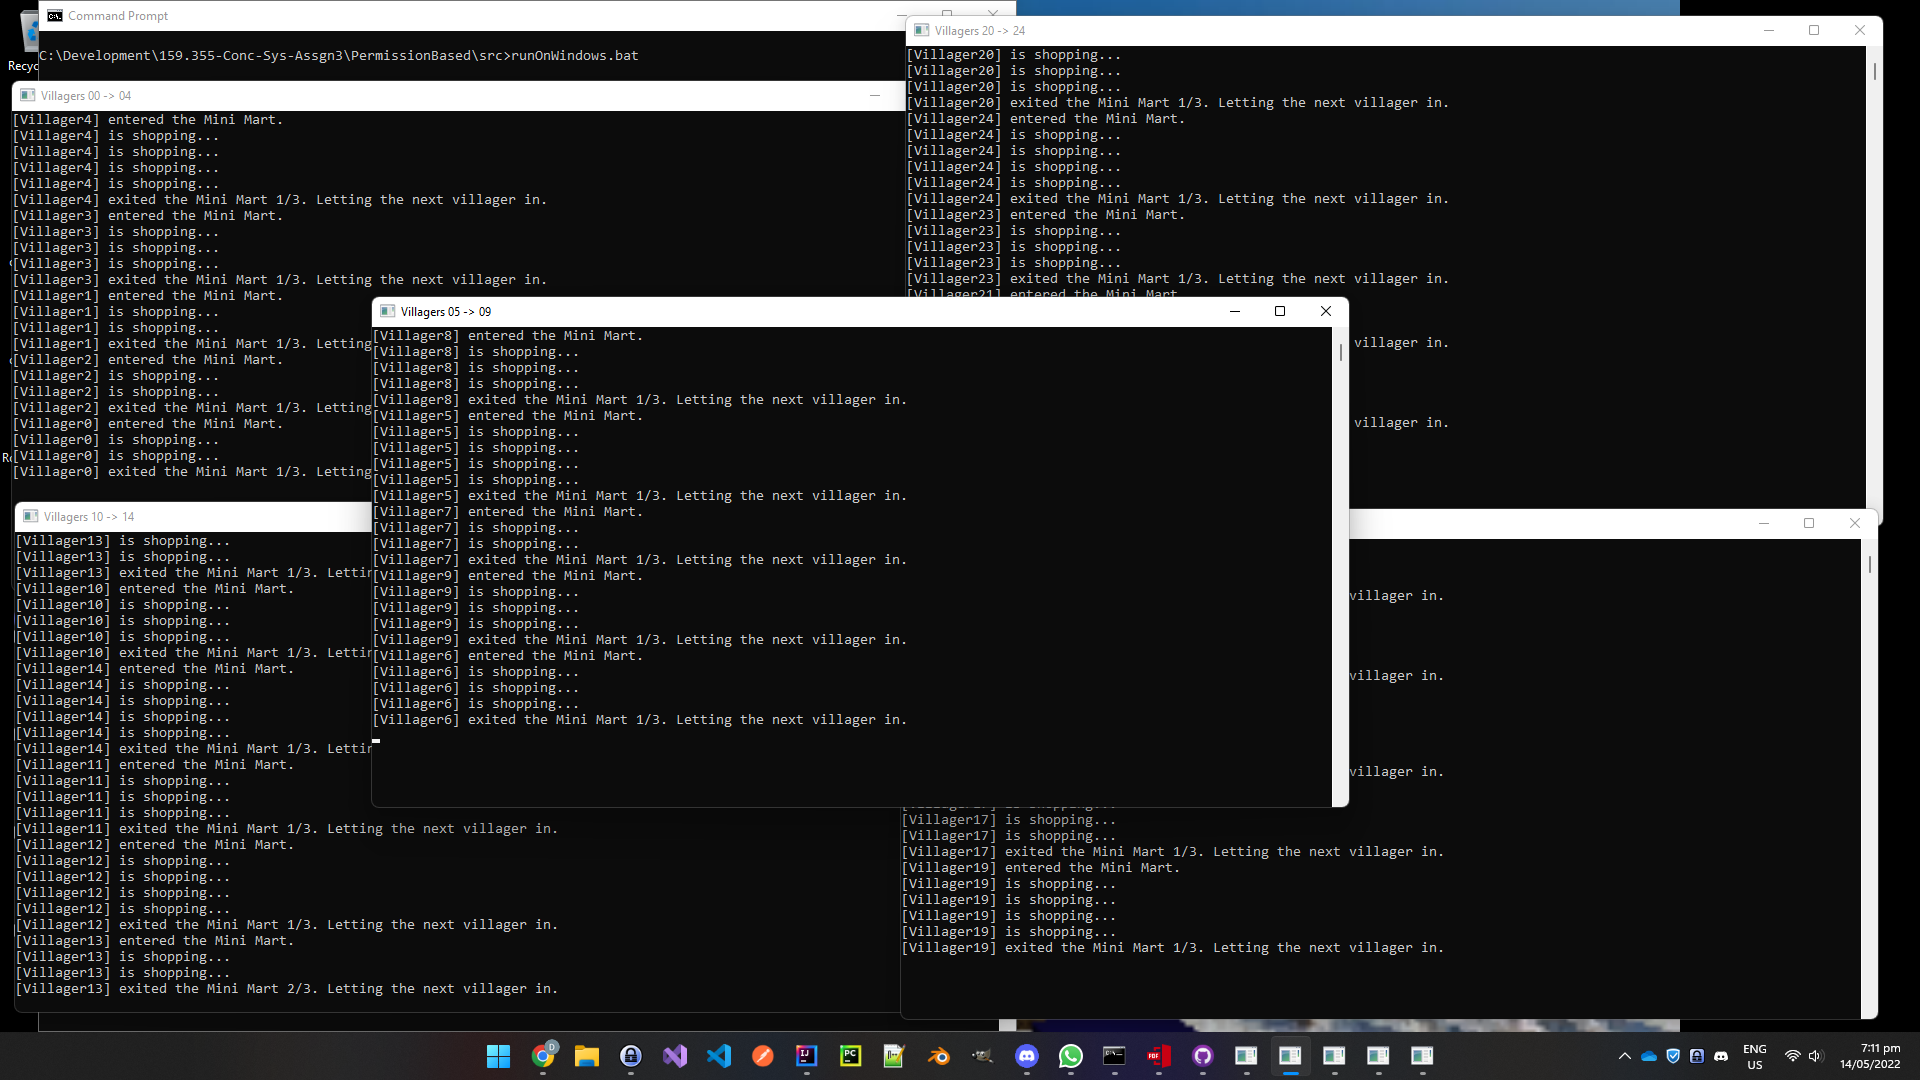 Command Prompt
C:\Development\159.355-Conc-Sys-Assgn3\PermissionBased\src>runOnWindows.bat
Recyc
Villagers 00 -> 04
[Villager4] entered the Mini Mart.
[Villager4] is shopping...
[Villager4] is shopping...
[Villager4] is shopping...
[Villager4] is shopping...
[Villager4] exited the Mini Mart 1/3. Letting the next villager in.
[Villager3] entered the Mini Mart.
[Villager3] is shopping...
[Villager3] is shopping...
[Villager3] is shopping...
[Villager3] exited the Mini Mart 1/3. Letting the next villager in.
[Villager1] entered the Mini Mart.
[Villager1] is shopping...
[Villager1] is shopping...
[Villager1] exited the Mini Mart 1/3. Letting
[Villager2] entered the Mini Mart.
[Villager2] is shopping...
[Villager2] is shopping...
[Villager2] exited the Mini Mart 1/3. Letting
[Villager0] entered the Mini Mart.
[Villager0] is shopping...
[Villager0] is shopping...
[Villager0] exited the Mini Mart 1/3. Letting
Villagers 20 -> 24
[Villager20] is shopping...
[Villager20] is shopping...
[Villager20] is shopping...
[Villager20] exited the Mini Mart 1/3. Letting the next villager in.
[Villager24] entered the Mini Mart.
[Villager24] is shopping...
[Villager24] is shopping...
[Villager24] is shopping...
[Villager24] is shopping...
[Villager24] exited the Mini Mart 1/3. Letting the next villager in.
[Villager23] entered the Mini Mart.
[Villager23] is shopping...
[Villager23] is shopping...
[Villager23] is shopping...
[Villager23] exited the Mini Mart 1/3. Letting the next villager in.
[Villager21] entered the Mini Mart.
villager in.
villager in.
Villagers 05 -> 09
[Villager8] entered the Mini Mart.
[Villager8] is shopping...
[Villager8] is shopping...
[Villager8] is shopping...
[Villager8] exited the Mini Mart 1/3. Letting the next villager in.
[Villager5] entered the Mini Mart.
[Villager5] is shopping...
[Villager5] is shopping...
[Villager5] is shopping...
[Villager5] is shopping...
[Villager5] exited the Mini Mart 1/3. Letting the next villager in.
[Villager7] entered the Mini Mart.
[Villager7] is shopping...
[Villager7] is shopping...
[Villager7] exited the Mini Mart 1/3. Letting the next villager in.
[Villager9] entered the Mini Mart.
[Villager9] is shopping...
[Villager9] is shopping...
[Villager9] is shopping...
[Villager9] exited the Mini Mart 1/3. Letting the next villager in.
[Villager6] entered the Mini Mart.
[Villager6] is shopping...
[Villager6] is shopping...
[Villager6] is shopping...
[Villager6] exited the Mini Mart 1/3. Letting the next villager in.
Villagers 10 -> 14
[Villager13] is shopping...
[Villager13] is shopping...
[Villager13] exited the Mini Mart 1/3. Lettin
[Villager10] entered the Mini Mart.
[Villager10] is shopping...
[Villager10] is shopping...
[Villager10] is shopping...
[Villager10] exited the Mini Mart 1/3. Lettin
[Villager14] entered the Mini Mart.
[Villager14] is shopping...
[Villager14] is shopping...
[Villager14] is shopping...
[Villager14] is shopping...
[Villager14] exited the Mini Mart 1/3. Lettin
[Villager11] entered the Mini Mart.
[Villager11] is shopping...
[Villager11] is shopping...
[Villager11] is shopping...
[Villager11] exited the Mini Mart 1/3. Letting the next villager in.
[Villager12] entered the Mini Mart.
[Villager12] is shopping...
[Villager12] is shopping...
[Villager12] is shopping...
[Villager12] is shopping...
[Villager12] exited the Mini Mart 1/3. Letting the next villager in.
[Villager13] entered the Mini Mart.
[Villager13] is shopping...
[Villager13] is shopping...
[Villager13] exited the Mini Mart 2/3. Letting the next villager in.
villager in.
villager in.
villager in.
[Villager17] is shopping...
[Villager17] is shopping...
[Villager17] exited the Mini Mart 1/3. Letting the next villager in.
[Villager19] entered the Mini Mart.
[Villager19] is shopping...
[Villager19] is shopping...
[Villager19] is shopping...
[Villager19] is shopping...
[Villager19] exited the Mini Mart 1/3. Letting the next villager in.
ENG
US
7:11 pm
14/05/2022